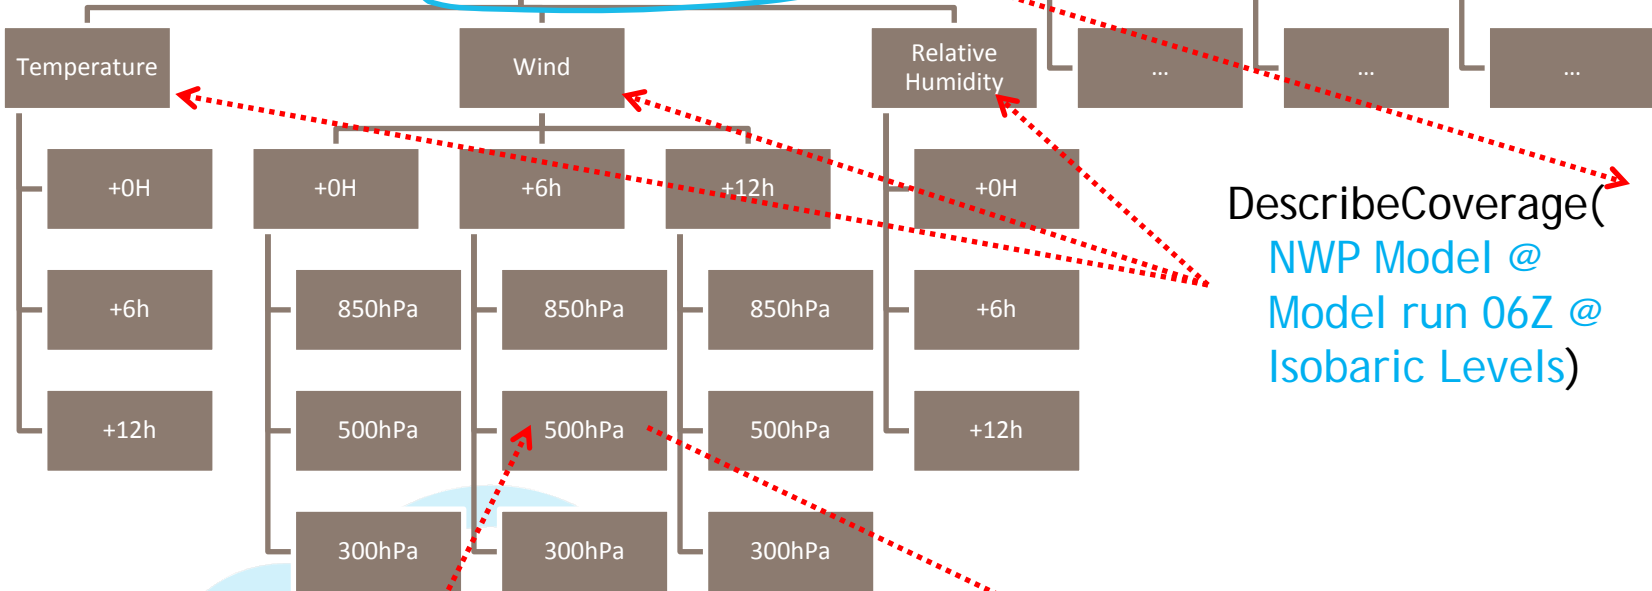 Temperature
Wind
Relative
Humidity
...
...
...
+0H
+0H
+6h
+12h
+0H
DescribeCoverage(
NWP Model @
Model run 06Z @
Isobaric Levels)
+6h
850hPa
850hPa
850hPa
+6h
+12h
500hPa
500hPa
500hPa
+12h
300hPa
300hPa
300hPa